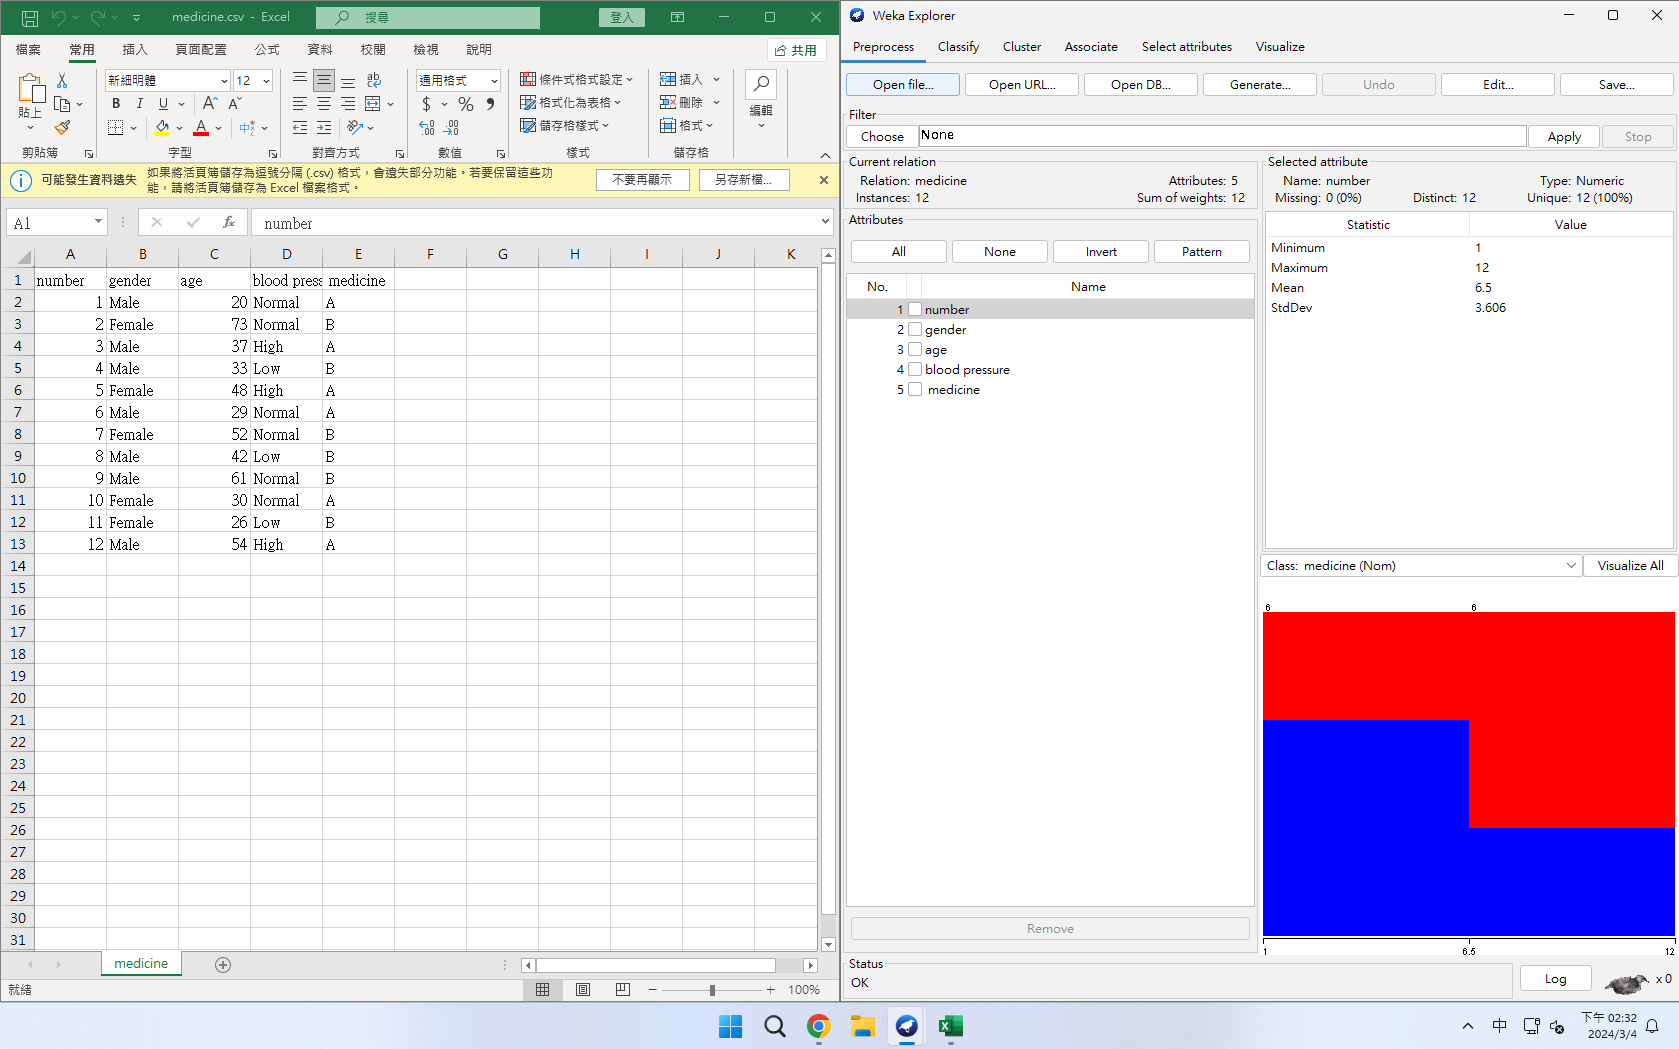 medicine.csv - Excel
搜尋
登入
檔案 常用 插入 頁面配置 公式 資料 校閱 檢視 說明 共用
貼上
新細明體 12
B I U
通用格式
條件式格式設定
格式化為表格
儲存格樣式
插入
刪除
格式
編輯
剪貼簿 字型 對齊方式 數值 樣式 儲存格
可能發生資料遺失 如果將活頁簿儲存為逗號分隔 (.csv) 格式，會遺失部分功能。若要保留這些功
能，請將活頁簿儲存為 Excel 檔案格式。
不要再顯示 另存新檔...
A1 fx number
A B C D E F G H I J K
1 number gender age blood press medicine
2 1 Male 20 Normal A
3 2 Female 73 Normal B
4 3 Male 37 High A
5 4 Male 33 Low B
6 5 Female 48 High A
7 6 Male 29 Normal A
8 7 Female 52 Normal B
9 8 Male 42 Low B
10 9 Male 61 Normal B
11 10 Female 30 Normal A
12 11 Female 26 Low B
13 12 Male 54 High A
14
15
16
17
18
19
20
21
22
23
24
25
26
27
28
29
30
31
medicine
就緒
100%
Weka Explorer
Preprocess Classify Cluster Associate Select attributes Visualize
Open file... Open URL... Open DB... Generate... Undo Edit... Save...
Filter
Choose None Apply Stop
Current relation
Relation: medicine Attributes: 5
Instances: 12 Sum of weights: 12
Attributes
All None Invert Pattern
No. Name
1 number
2 gender
3 age
4 blood pressure
5 medicine
Remove
Selected attribute
Name: number Type: Numeric
Missing: 0 (0%) Distinct: 12 Unique: 12 (100%)
Statistic Value
Minimum 1
Maximum 12
Mean 6.5
StdDev 3.606
Class: medicine (Nom) Visualize All
6 6
1 6.5 12
Status
OK
Log x 0
中
下午 02:32
2024/3/4